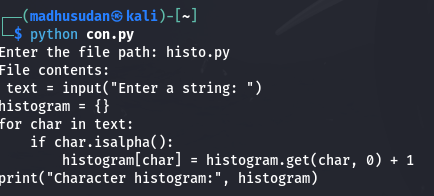 ┌──(madhusudan㉿kali)-[~]
└─$ python con.py
Enter the file path: histo.py
File contents:
 text = input("Enter a string: ")
histogram = {}
for char in text:
    if char.isalpha():
        histogram[char] = histogram.get(char, 0) + 1
print("Character histogram:", histogram)